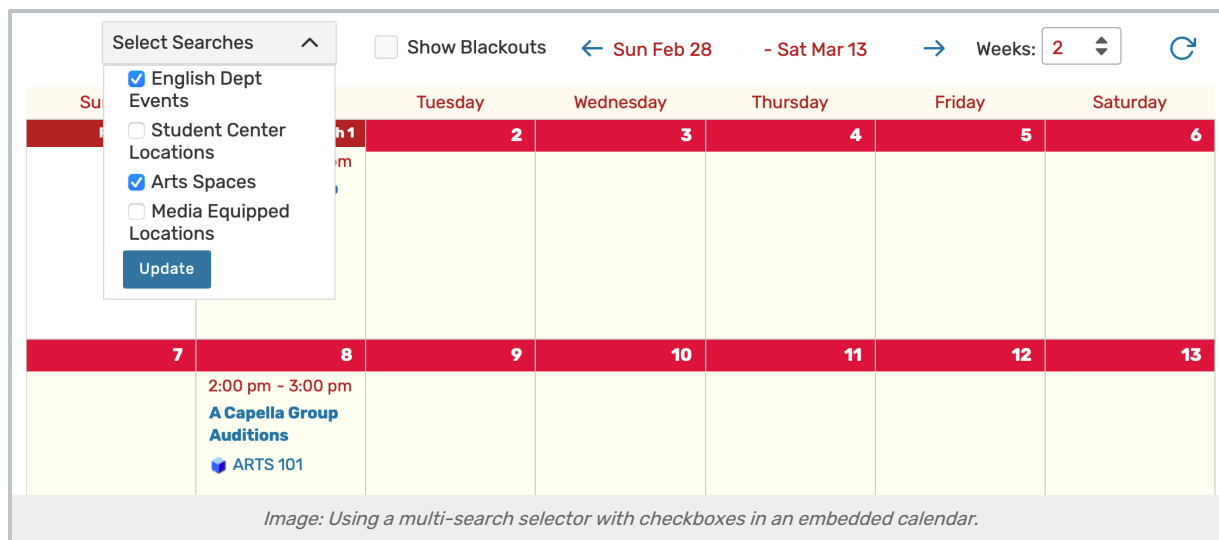 Select Searches
Show Blackouts
Sun Feb 28 - Sat Mar 13
Weeks: 2
English Dept
Events
Student Center
Locations
Arts Spaces
Media Equipped
Locations
Update
Tuesday Wednesday Thursday Friday Saturday
2 3 4 5 6
7 8 9 10 11 12 13
2:00 pm - 3:00 pm
A Capella Group
Auditions
ARTS 101
Image: Using a multi-search selector with checkboxes in an embedded calendar.